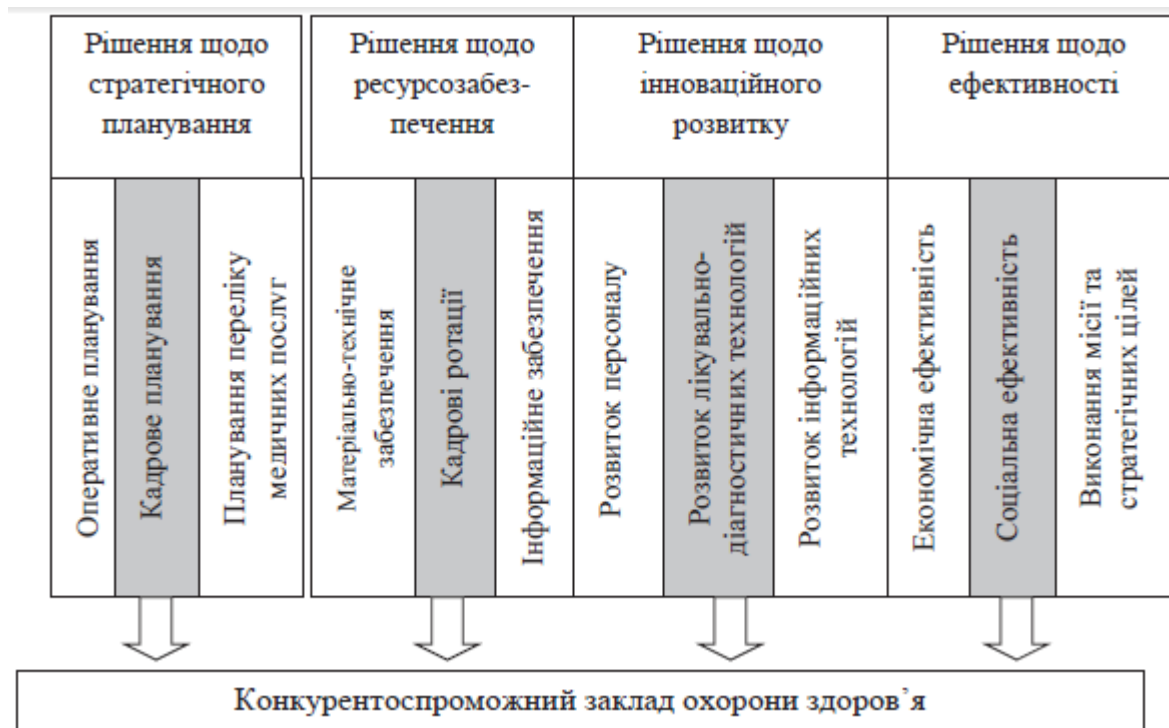 Рішення щодо
стратегічного
планування
Рішення щодо
ресурсозабез-
печення
Рішення щодо
інноваційного
розвитку
Рішення щодо
ефективності
Оперативне планування
Кадрове планування
Планування переліку
медичних послуг
Матеріально-технічне
забезпечення
Кадрові ротації
Інформаційне забезпечення
Розвиток персоналу
Розвиток лікувально-
діагностичних технологій
Розвиток інформаційних
технологій
Економічна ефективність
Соціальна ефективність
Виконання місії та
стратегічних цілей
Конкурентоспроможний заклад охорони здоров’я